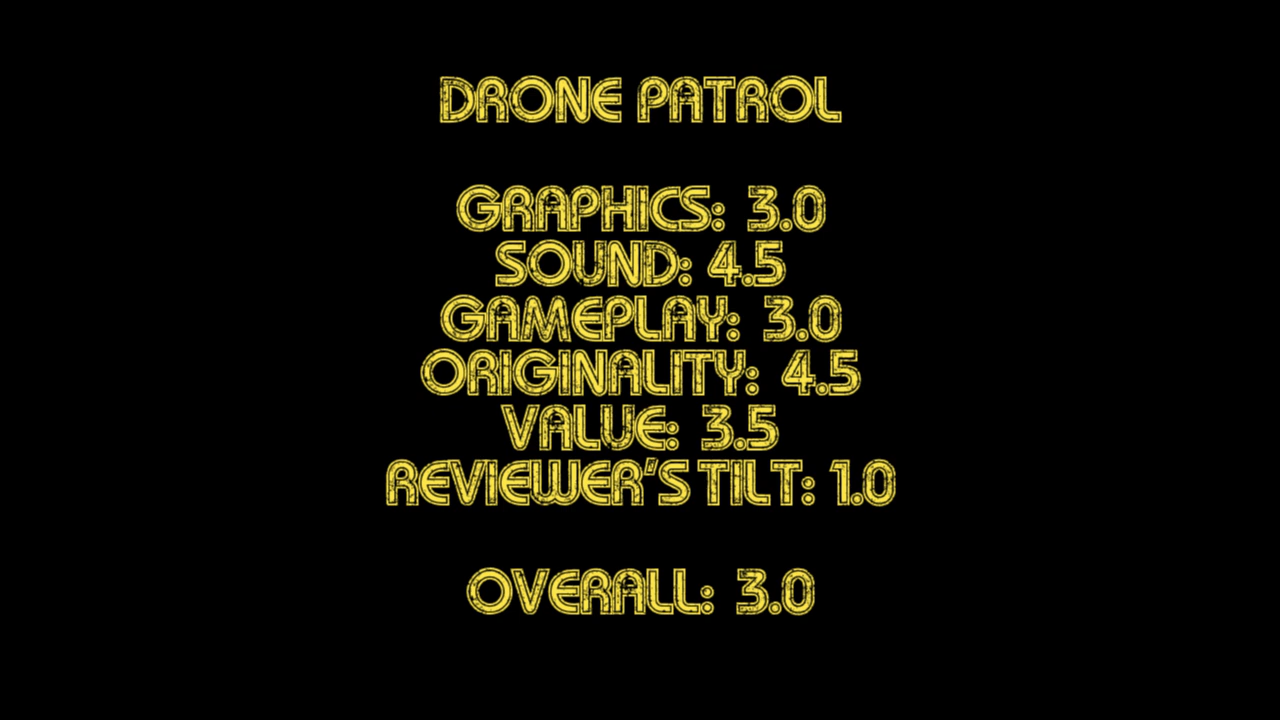 DRONE PATROL
GRAPHICS: 3.0
SOUND: 4.5
GAMEPLAY: 3.0
ORIGINALITY: 4.5
VALUE: 3.5
REVIEWER'S TILT: 1.0
OVERALL: 3.0